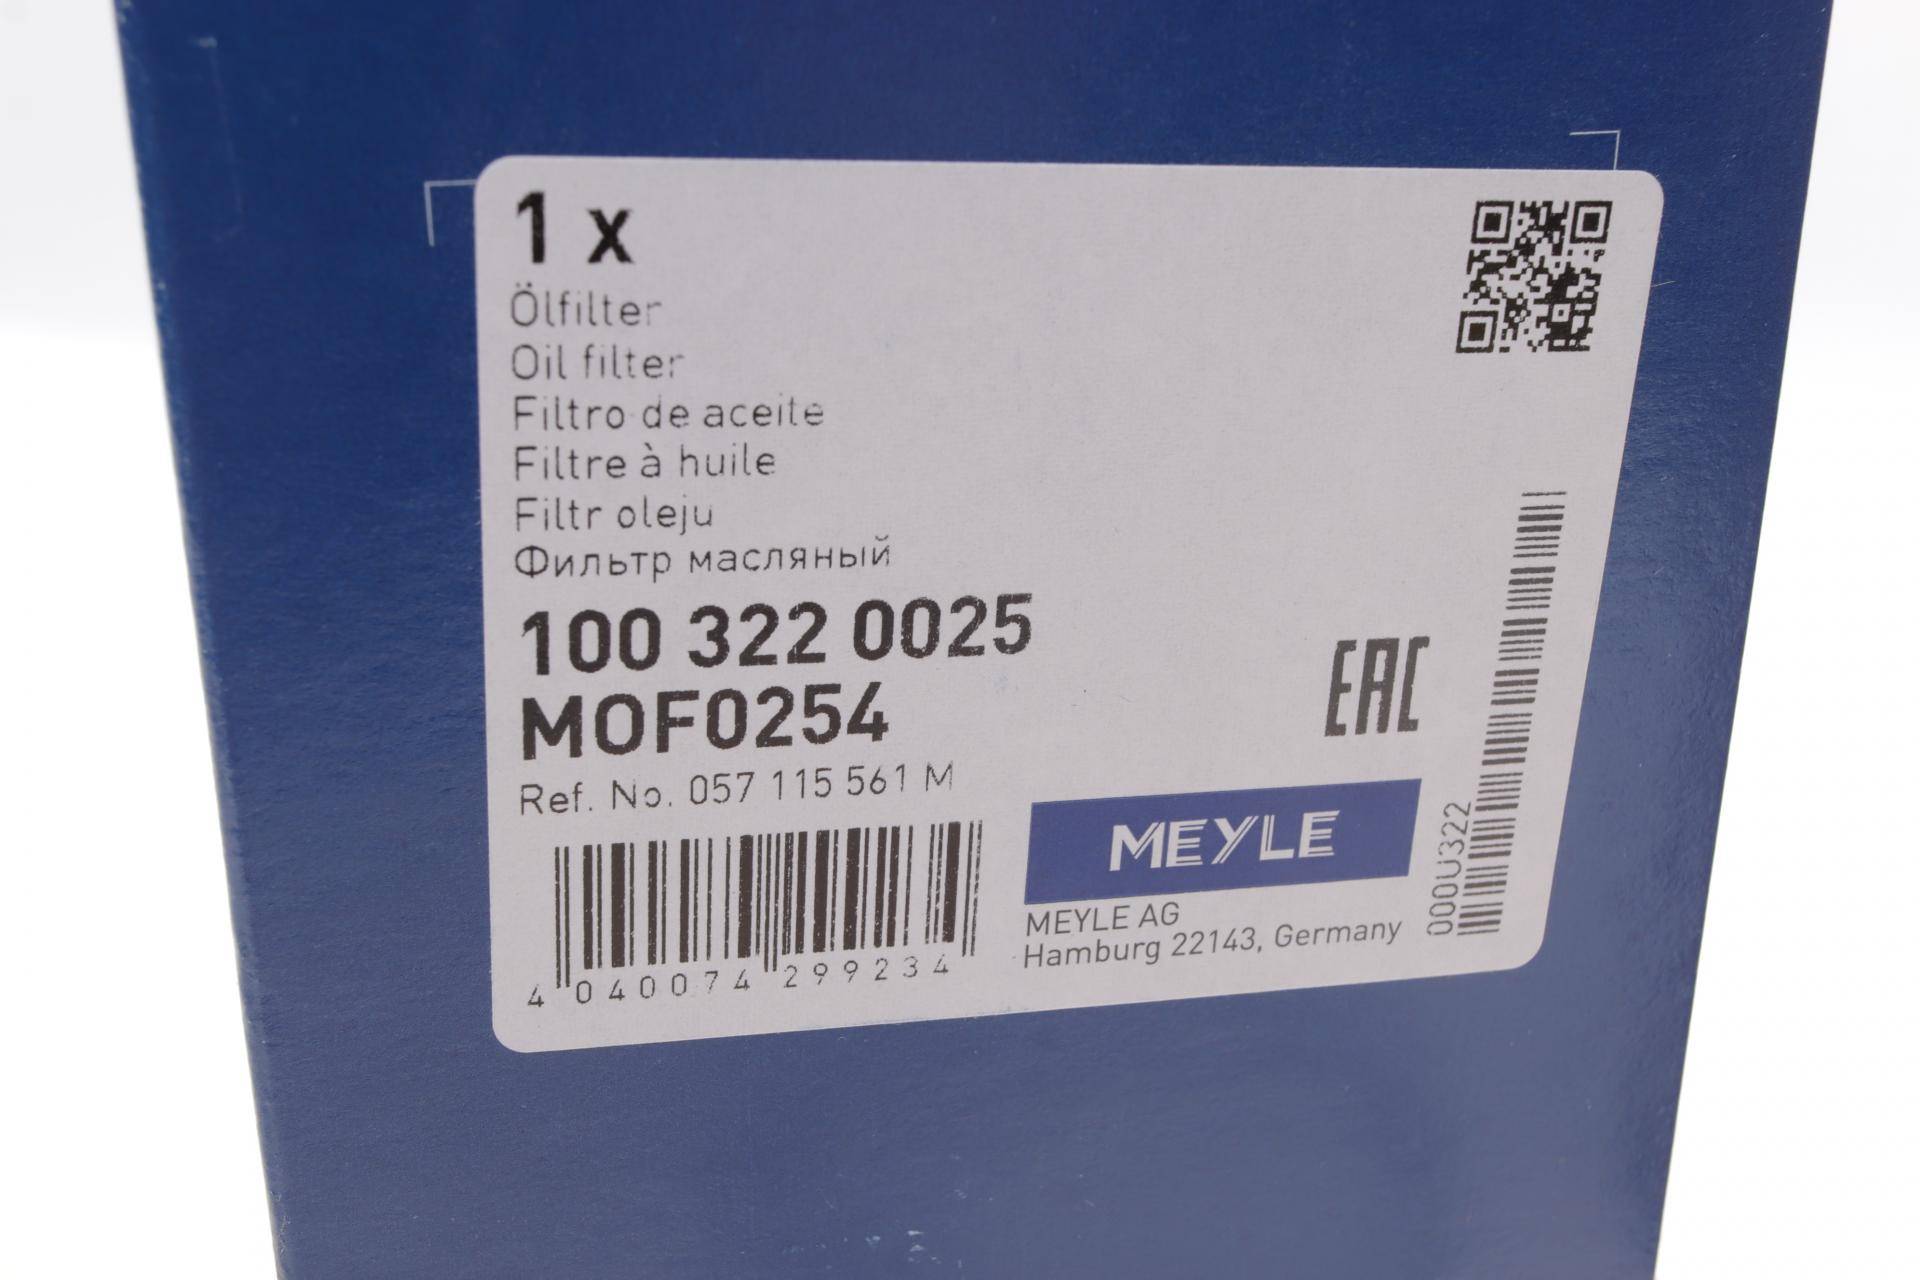 1 x
Ölfilter
Oil filter
Filtro de aceite
Filtre à huile
Filtr oleju
Фильтр масляный
100 322 0025
MOF0254
Ref. No. 057 115 561 M
4 040074 299234
EAC
MEYLE
MEYLE AG
Hamburg 22143, Germany
000U322